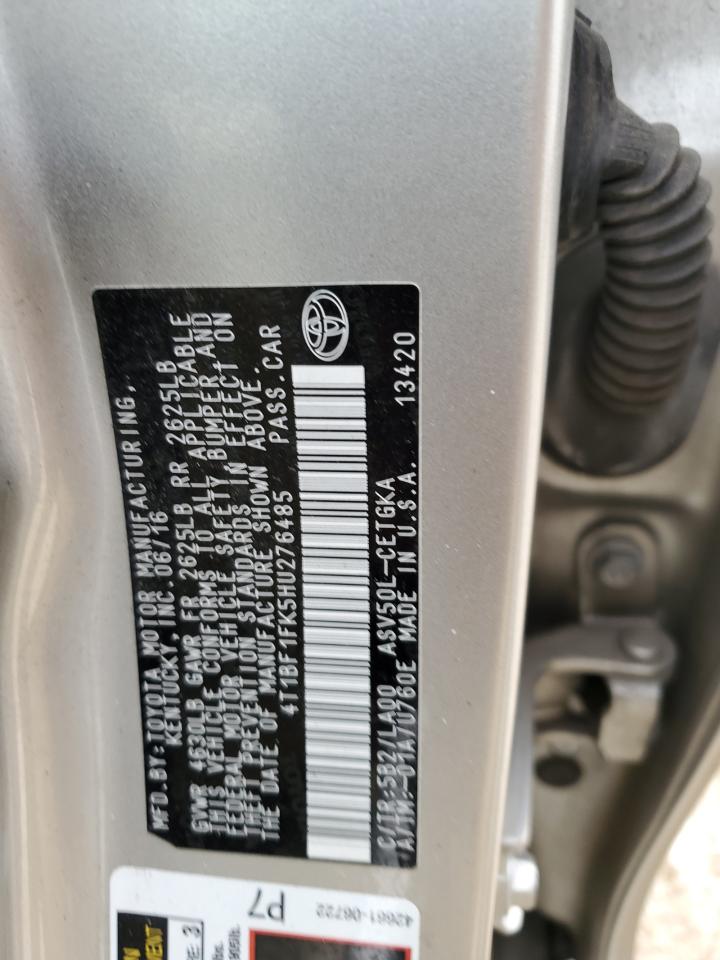 MFD.BY:TOYOTA MOTOR MANUFACTURING,
KENTUCKY, INC. 06/16
GVWR 4630LB GAWR FR 2625LB RR 2625LB
THIS VEHICLE CONFORMS TO ALL APPLICABLE
FEDERAL MOTOR VEHICLE SAFETY, BUMPER, AND
THEFT PREVENTION STANDARDS IN EFFECT ON
THE DATE OF MANUFACTURE SHOWN ABOVE.
4T1BF1FK5HU276485 PASS.CAR
C/TR:5B2/LA00 ASV50L-CETGKA 13420
A/TM:-01A/U760E MADE IN U.S.A.
P7
42661-06722